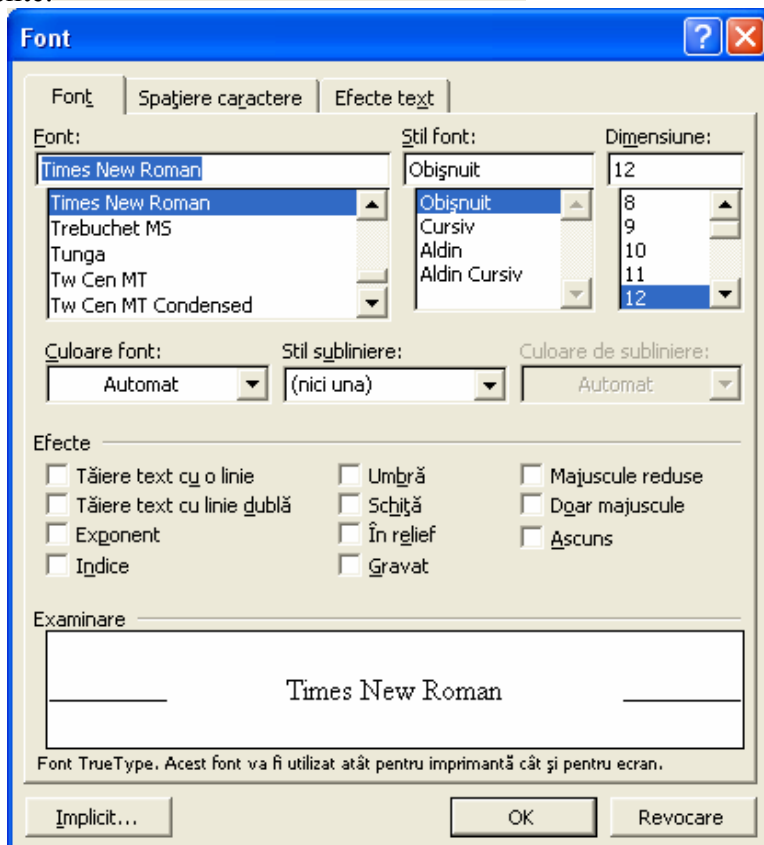 Font
Font Spaţiere caractere Efecte text
Font: Stil font: Dimensiune:
Times New Roman Obişnuit 12
Times New Roman Obişnuit 8
Trebuchet MS Cursiv 9
Tunga Aldin 10
Tw Cen MT Aldin Cursiv 11
Tw Cen MT Condensed 12
Culoare font: Stil subliniere: Culoare de subliniere:
Automat (nici una) Automat
Efecte
Tăiere text cu o linie Umbră Majuscule reduse
Tăiere text cu linie dublă Schiţă Doar majuscule
Exponent În relief Ascuns
Indice Gravat
Examinare
Times New Roman
Font TrueType. Acest font va fi utilizat atât pentru imprimantă cât şi pentru ecran.
Implicit... OK Revocare